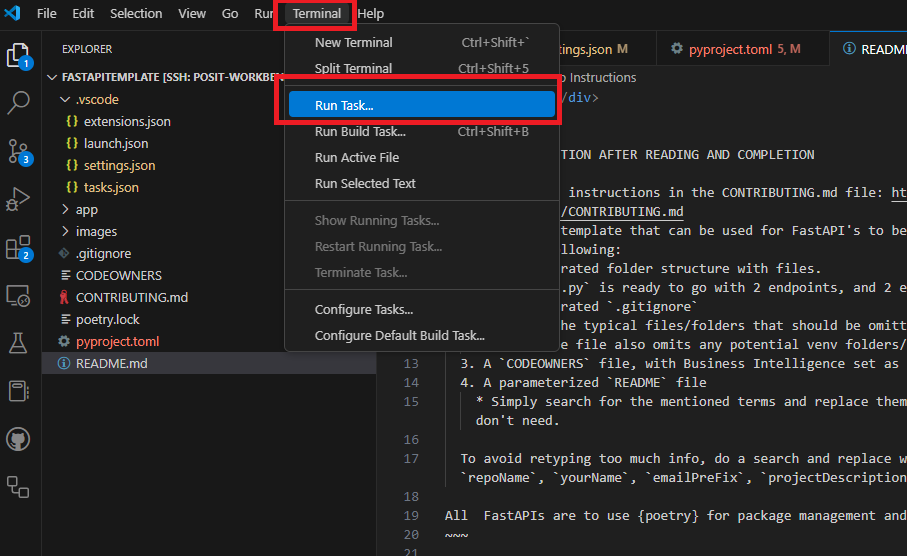 File Edit Selection View Go Run Terminal Help
EXPLORER
FASTAPITEMPLATE [SSH: POSIT-WORKBEN
.vscode
{} extensions.json
{} launch.json
{} settings.json
{} tasks.json
app
images
.gitignore
CODEOWNERS
CONTRIBUTING.md
poetry.lock
pyproject.toml
README.md
1
3
2
New Terminal Ctrl+Shift+`
Split Terminal Ctrl+Shift+5
Run Task...
Run Build Task... Ctrl+Shift+B
Run Active File
Run Selected Text
Show Running Tasks...
Restart Running Task...
Terminate Task...
Configure Tasks...
Configure Default Build Task...
tings.json M pyproject.toml 5, M READM
p Instructions
/div>
TION AFTER READING AND COMPLETION
instructions in the CONTRIBUTING.md file: ht
/CONTRIBUTING.md
template that can be used for FastAPI's to be
llowing:
rated folder structure with files.
.py` is ready to go with 2 endpoints, and 2 e
rated `.gitignore`
he typical files/folders that should be omitt
e file also omits any potential venv folders/
13 3. A `CODEOWNERS` file, with Business Intelligence set as
14 4. A parameterized `README` file
15 * Simply search for the mentioned terms and replace them
don't need.
16
17 To avoid retyping too much info, do a search and replace w
`repoName`, `yourName`, `emailPreFix`, `projectDescription
18
19 All FastAPIs are to use {poetry} for package management and
20 ~~~
21